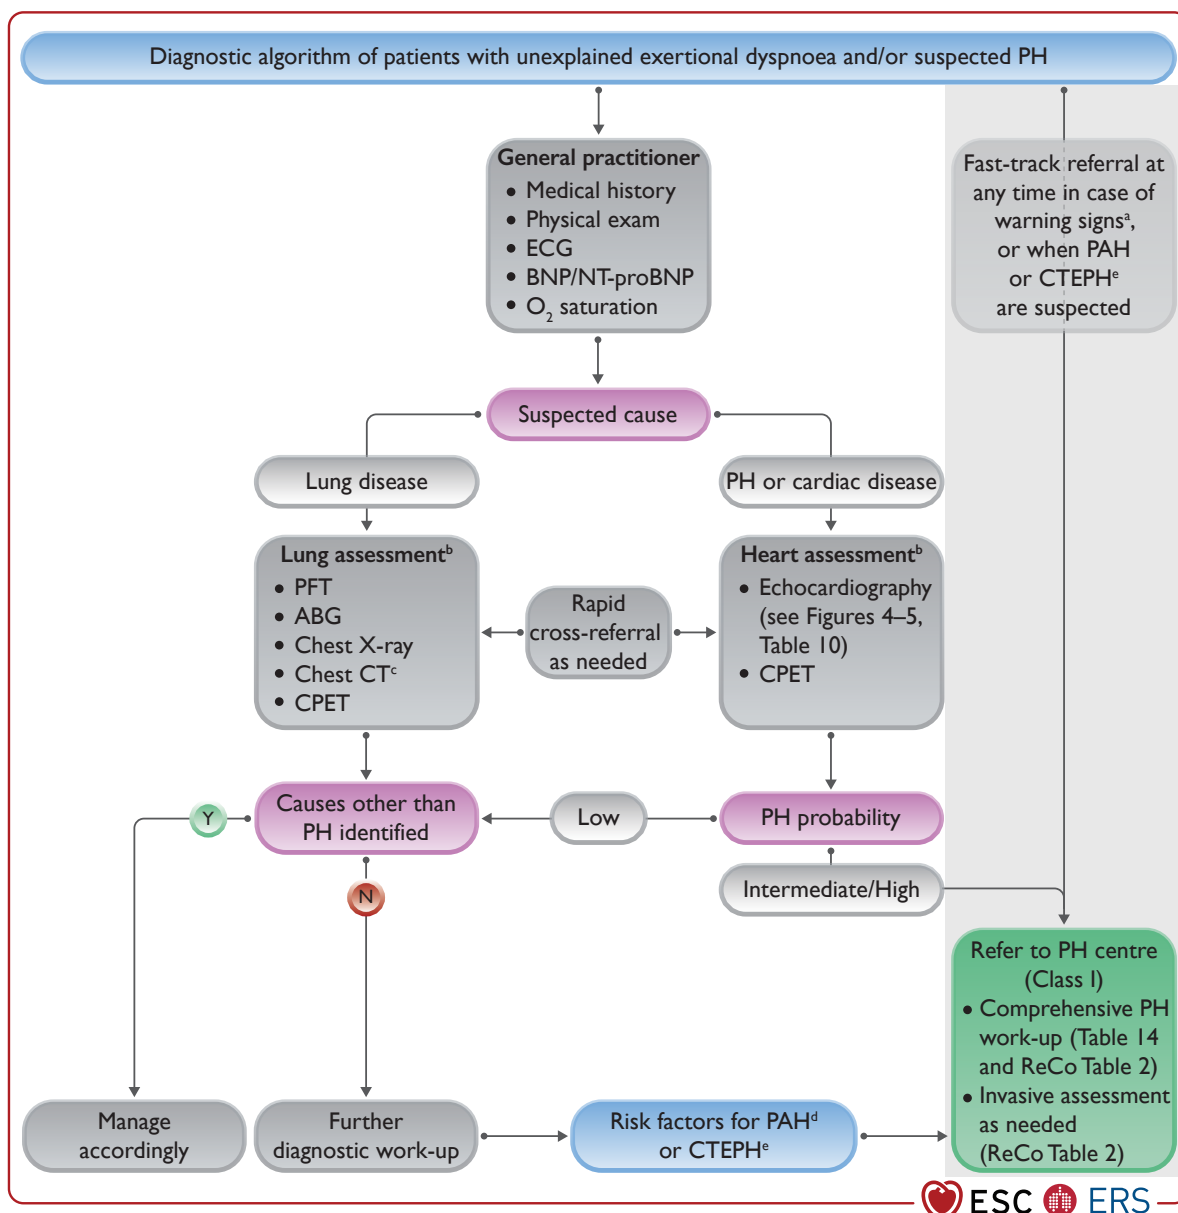 Diagnostic algorithm of patients with unexplained exertional dyspnoea and/or suspected PH
General practitioner
• Medical history
• Physical exam
• ECG
• BNP/NT-proBNP
• O₂ saturation
Fast-track referral at
any time in case of
warning signsᵃ,
or when PAH
or CTEPHᵉ
are suspected
Suspected cause
Lung disease
PH or cardiac disease
Lung assessmentᵇ
• PFT
• ABG
• Chest X-ray
• Chest CTᶜ
• CPET
Rapid
cross-referral
as needed
Heart assessmentᵇ
• Echocardiography
(see Figures 4–5,
Table 10)
• CPET
Y
Causes other than
PH identified
Low
PH probability
N
Intermediate/High
Refer to PH centre
(Class I)
• Comprehensive PH
work-up (Table 14
and ReCo Table 2)
• Invasive assessment
as needed
(ReCo Table 2)
Manage
accordingly
Further
diagnostic work-up
Risk factors for PAHᵈ
or CTEPHᵉ
ESC ERS